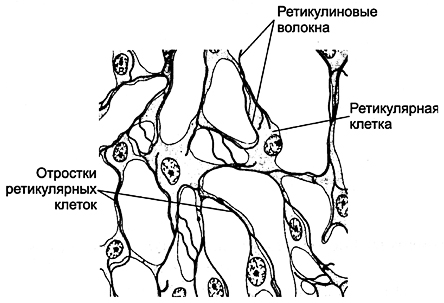 Ретикулиновые
волокна
Ретикулярная
клетка
Отростки
ретикулярных
клеток